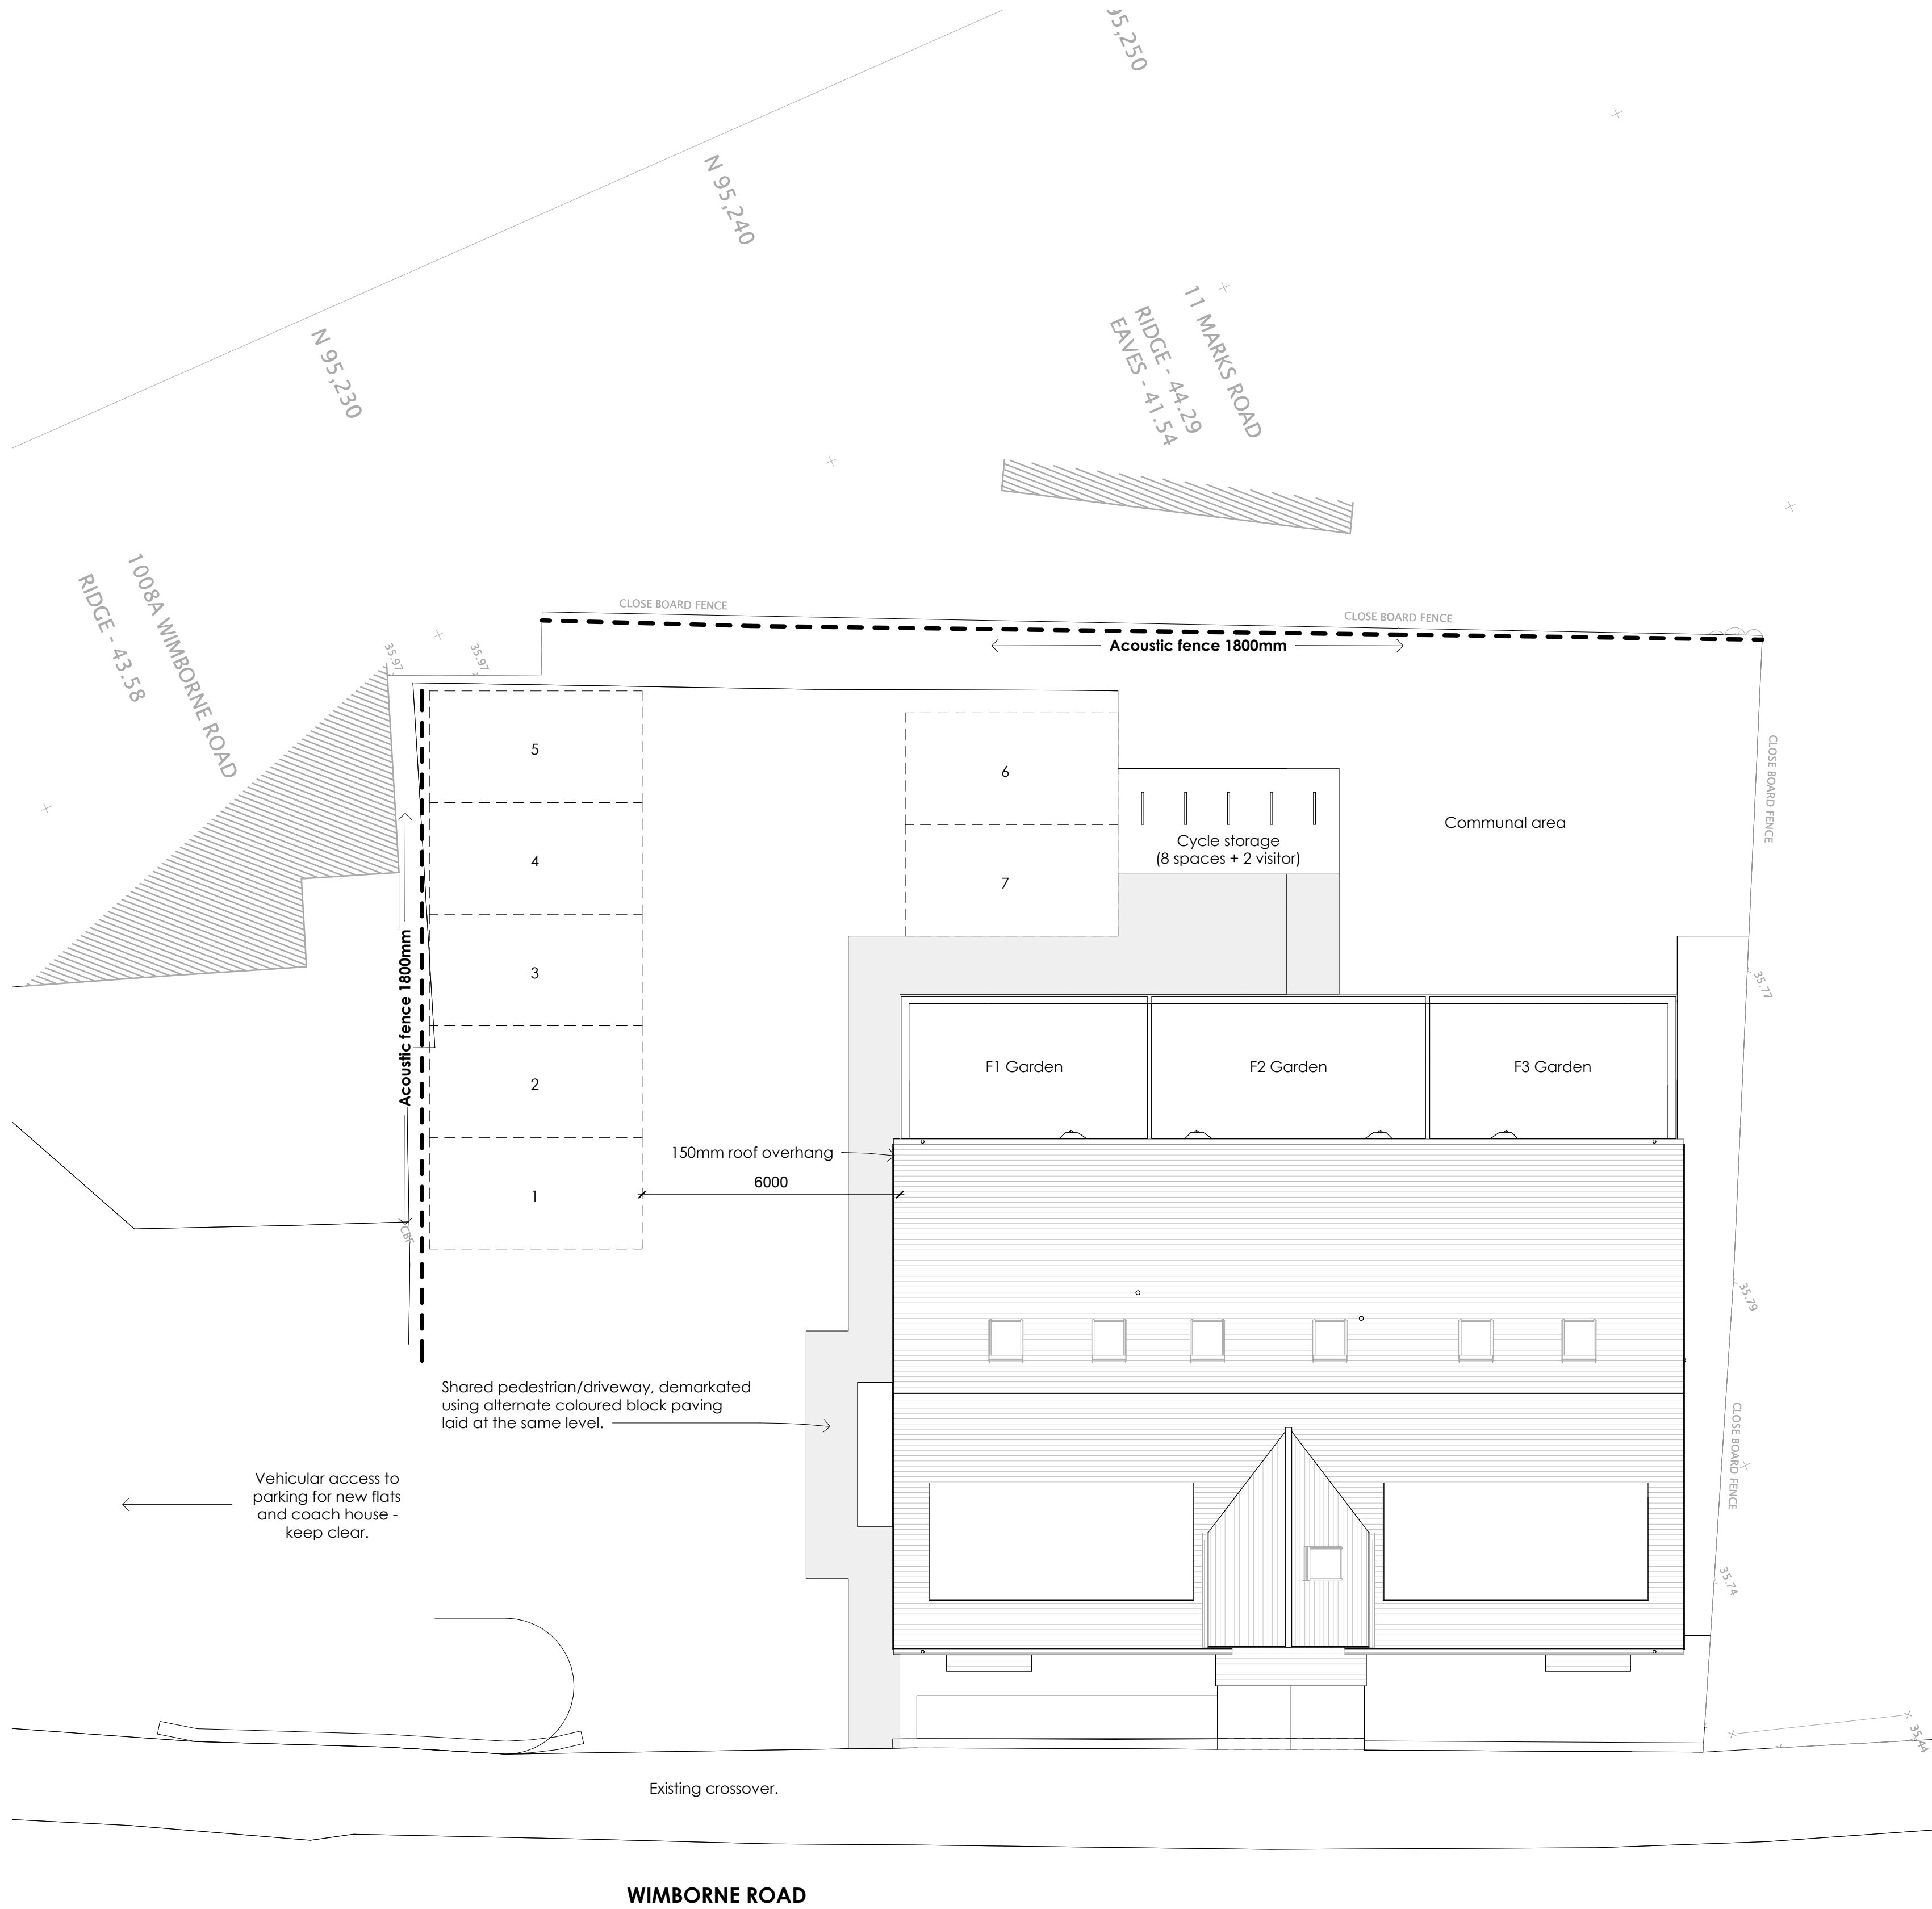 95,250
N 95,240
N 95,230
11 MARKS ROAD
RIDGE - 44.29
EAVES - 41.54
1008A WIMBORNE ROAD
RIDGE - 43.58
CLOSE BOARD FENCE
CLOSE BOARD FENCE
Acoustic fence 1800mm
35.97
35.97
5
4
3
2
1
6
7
Cycle storage
(8 spaces + 2 visitor)
Communal area
CLOSE BOARD FENCE
Acoustic fence 1800mm
35.77
F1 Garden
F2 Garden
F3 Garden
150mm roof overhang
6000
CBF
35.79
Shared pedestrian/driveway, demarkated
using alternate coloured block paving
laid at the same level.
CLOSE BOARD FENCE
Vehicular access to
parking for new flats
and coach house -
keep clear.
35.74
35.44
Existing crossover.
WIMBORNE ROAD